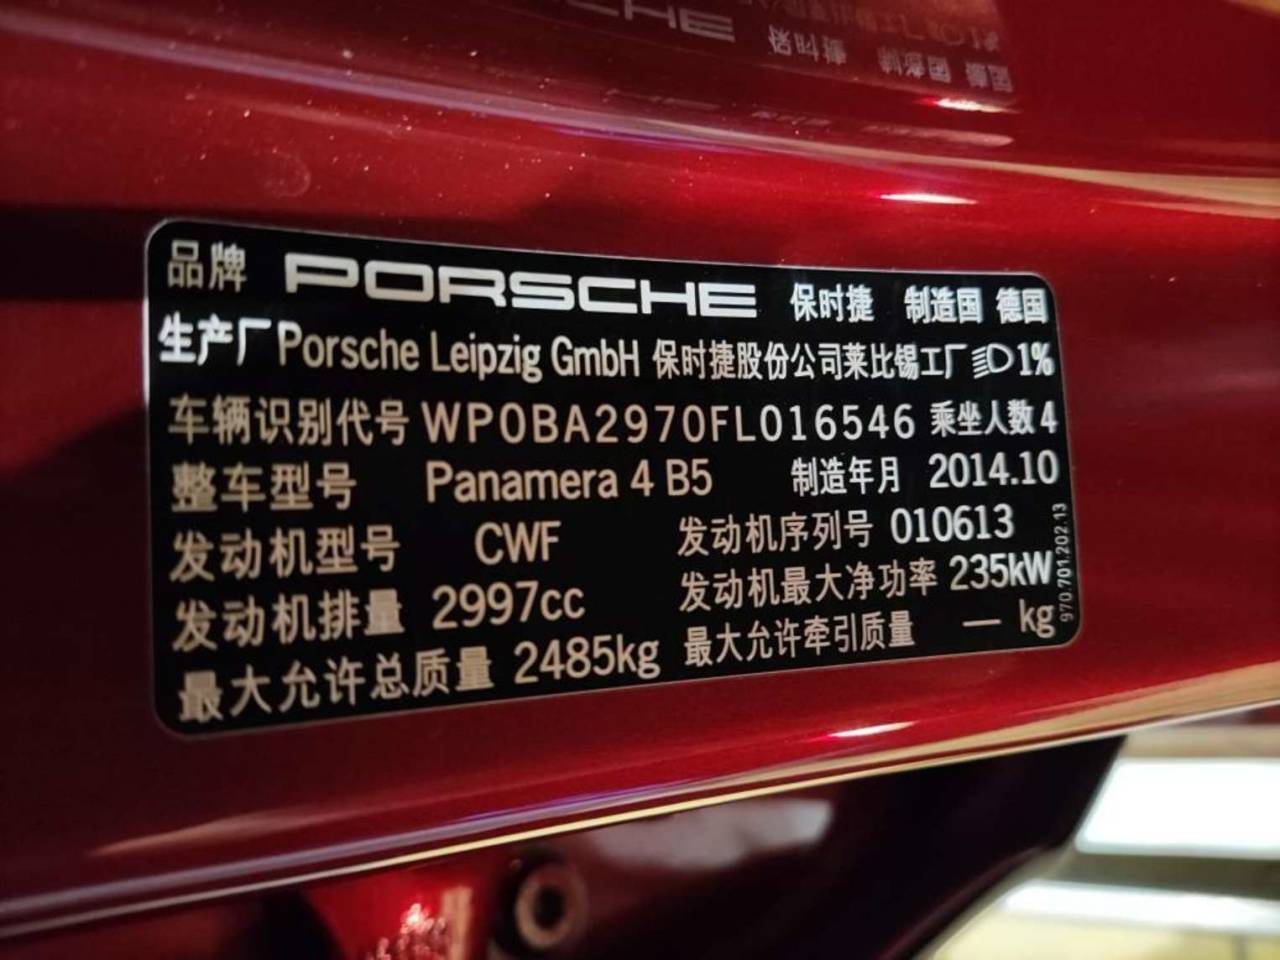 品牌 PORSCHE 保时捷 制造国 德国
生产厂 Porsche Leipzig GmbH 保时捷股份公司莱比锡工厂 1%
车辆识别代号 WP0BA2970FL016546 乘坐人数 4
整车型号 Panamera 4 B5 制造年月 2014.10
发动机型号 CWF 发动机序列号 010613
发动机排量 2997cc 发动机最大净功率 235kW
最大允许总质量 2485kg 最大允许牵引质量 — kg
970.701.202.13